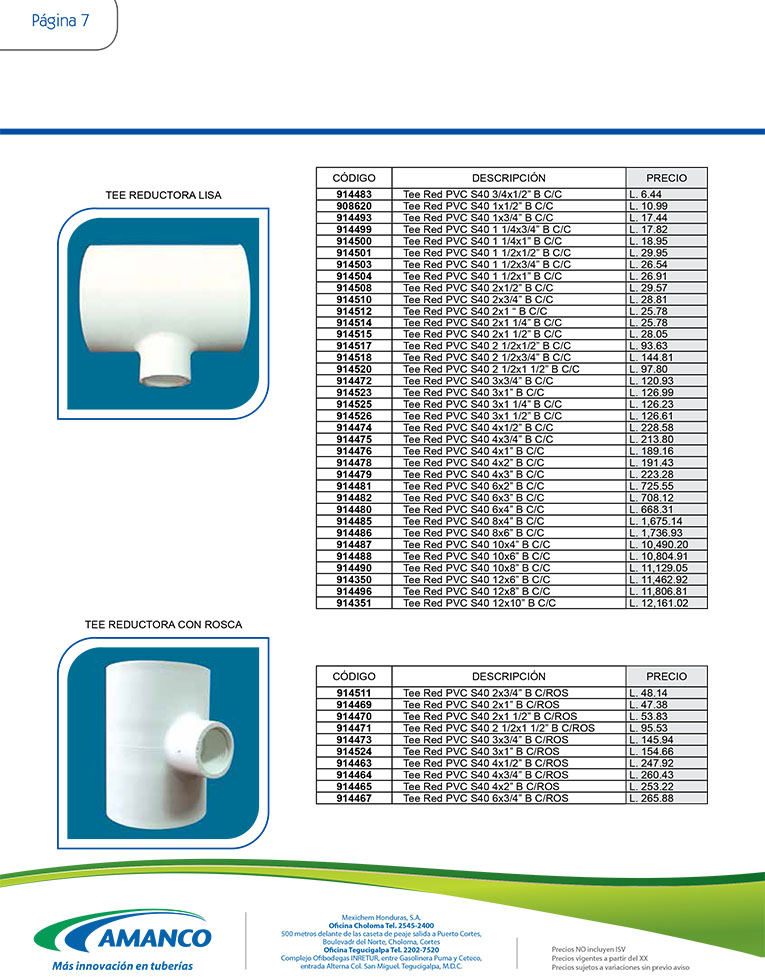 Página 7
TEE REDUCTORA LISA
CÓDIGO DESCRIPCIÓN PRECIO
914483 Tee Red PVC S40 3/4x1/2” B C/C L. 6.44
908620 Tee Red PVC S40 1x1/2” B C/C L. 10.99
914493 Tee Red PVC S40 1x3/4” B C/C L. 17.44
914499 Tee Red PVC S40 1 1/4x3/4” B C/C L. 17.82
914500 Tee Red PVC S40 1 1/4x1” B C/C L. 18.95
914501 Tee Red PVC S40 1 1/2x1/2” B C/C L. 29.95
914503 Tee Red PVC S40 1 1/2x3/4” B C/C L. 26.54
914504 Tee Red PVC S40 1 1/2x1” B C/C L. 26.91
914508 Tee Red PVC S40 2x1/2” B C/C L. 29.57
914510 Tee Red PVC S40 2x3/4” B C/C L. 28.81
914512 Tee Red PVC S40 2x1 “ B C/C L. 25.78
914514 Tee Red PVC S40 2x1 1/4” B C/C L. 25.78
914515 Tee Red PVC S40 2x1 1/2” B C/C L. 28.05
914517 Tee Red PVC S40 2 1/2x1/2” B C/C L. 93.63
914518 Tee Red PVC S40 2 1/2x3/4” B C/C L. 144.81
914520 Tee Red PVC S40 2 1/2x1 1/2” B C/C L. 97.80
914472 Tee Red PVC S40 3x3/4” B C/C L. 120.93
914523 Tee Red PVC S40 3x1” B C/C L. 126.99
914525 Tee Red PVC S40 3x1 1/4” B C/C L. 126.23
914526 Tee Red PVC S40 3x1 1/2” B C/C L. 126.61
914474 Tee Red PVC S40 4x1/2” B C/C L. 228.58
914475 Tee Red PVC S40 4x3/4” B C/C L. 213.80
914476 Tee Red PVC S40 4x1” B C/C L. 189.16
914478 Tee Red PVC S40 4x2” B C/C L. 191.43
914479 Tee Red PVC S40 4x3” B C/C L. 223.28
914481 Tee Red PVC S40 6x2” B C/C L. 725.55
914482 Tee Red PVC S40 6x3” B C/C L. 708.12
914480 Tee Red PVC S40 6x4” B C/C L. 668.31
914485 Tee Red PVC S40 8x4” B C/C L. 1,675.14
914486 Tee Red PVC S40 8x6” B C/C L. 1,736.93
914487 Tee Red PVC S40 10x4” B C/C L. 10,490.20
914488 Tee Red PVC S40 10x6” B C/C L. 10,804.91
914490 Tee Red PVC S40 10x8” B C/C L. 11,129.05
914350 Tee Red PVC S40 12x6” B C/C L. 11,462.92
914496 Tee Red PVC S40 12x8” B C/C L. 11,806.81
914351 Tee Red PVC S40 12x10” B C/C L. 12,161.02
TEE REDUCTORA CON ROSCA
CÓDIGO DESCRIPCIÓN PRECIO
914511 Tee Red PVC S40 2x3/4” B C/ROS L. 48.14
914469 Tee Red PVC S40 2x1” B C/ROS L. 47.38
914470 Tee Red PVC S40 2x1 1/2” B C/ROS L. 53.83
914471 Tee Red PVC S40 2 1/2x1 1/2” B C/ROS L. 95.53
914473 Tee Red PVC S40 3x3/4” B C/ROS L. 145.94
914524 Tee Red PVC S40 3x1” B C/ROS L. 154.66
914463 Tee Red PVC S40 4x1/2” B C/ROS L. 247.92
914464 Tee Red PVC S40 4x3/4” B C/ROS L. 260.43
914465 Tee Red PVC S40 4x2” B C/ROS L. 253.22
914467 Tee Red PVC S40 6x3/4” B C/ROS L. 265.88
AMANCO
Más innovación en tuberías
Mexichem Honduras, S.A.
Oficina Choloma Tel. 2545-2400
500 metros delante de las caseta de peaje salida a Puerto Cortes,
Boulevadr del Norte, Choloma, Cortes
Oficina Tegucigalpa Tel. 2202-7520
Complejo Ofibodegas INRETUR, entre Gasolinera Puma y Ceteco,
entrada Alterna Col. San Miguel. Tegucigalpa, M.D.C.
Precios NO incluyen ISV
Precios vigentes a partir del XX
Precios sujetos a variaciones sin previo aviso